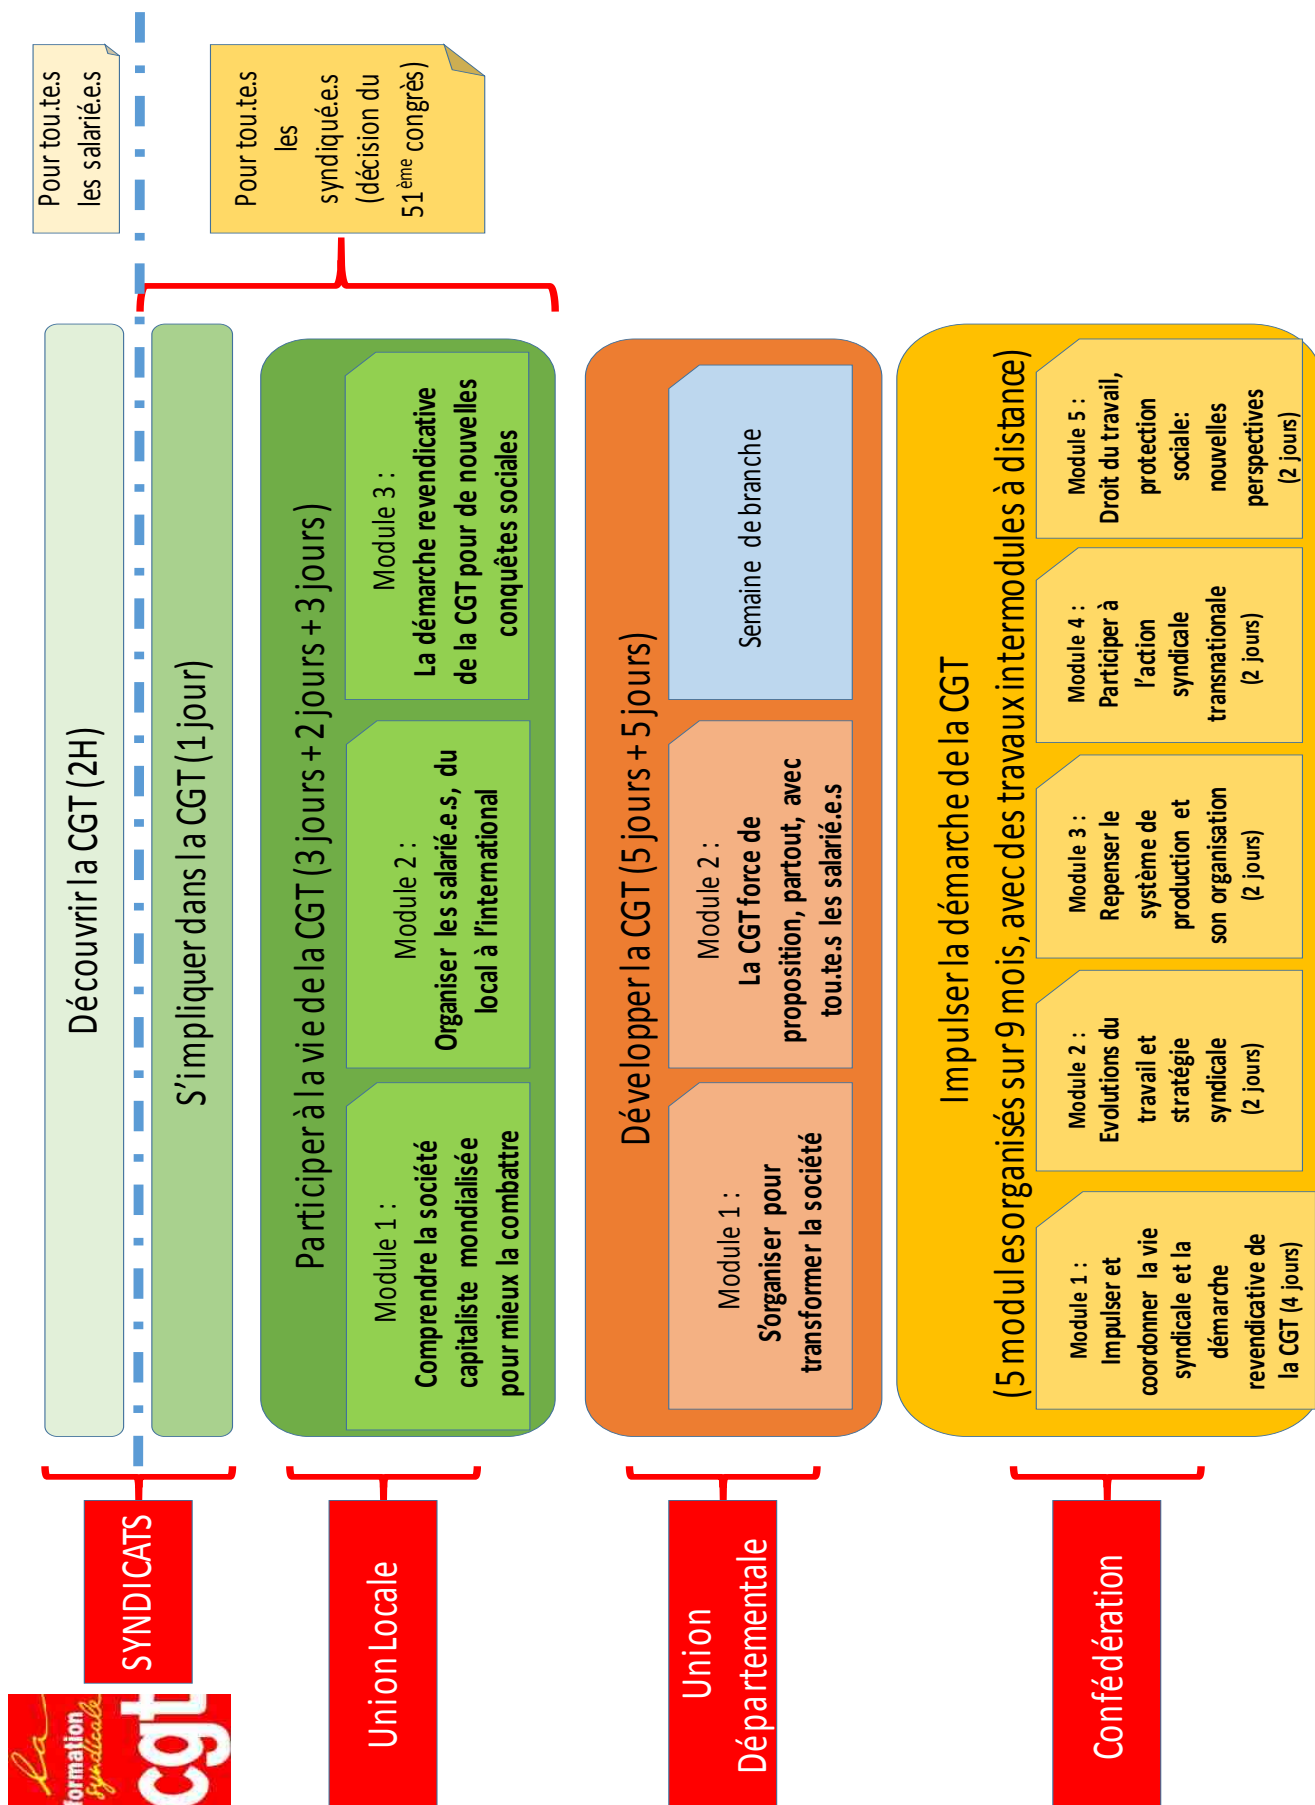 la
formation
syndicale
cgt
SYNDICATS
Découvrir la CGT (2H)
Pour tou.te.s
les salarié.e.s
S’impliquer dans la CGT (1 jour)
Pour tou.te.s
les
syndiqué.e.s
(décision du
51ème congrès)
Union Locale
Participer à la vie de la CGT (3 jours + 2 jours + 3 jours)
Module 1 :
Comprendre la société
capitaliste mondialisée
pour mieux la combattre
Module 2 :
Organiser les salarié.e.s, du
local à l’international
Module 3 :
La démarche revendicative
de la CGT pour de nouvelles
conquêtes sociales
Union
Départementale
Développer la CGT (5 jours + 5 jours)
Module 1 :
S’organiser pour
transformer la société
Module 2 :
La CGT force de
proposition, partout, avec
tou.te.s les salarié.e.s
Semaine de branche
Confédération
Impulser la démarche de la CGT
(5 modules organisés sur 9 mois, avec des travaux intermodules à distance)
Module 1 :
Impulser et
coordonner la vie
syndicale et la
démarche
revendicative de
la CGT (4 jours)
Module 2 :
Evolutions du
travail et
stratégie
syndicale
(2 jours)
Module 3 :
Repenser le
système de
production et
son organisation
(2 jours)
Module 4 :
Participer à
l’action
syndicale
transnationale
(2 jours)
Module 5 :
Droit du travail,
protection
sociale:
nouvelles
perspectives
(2 jours)